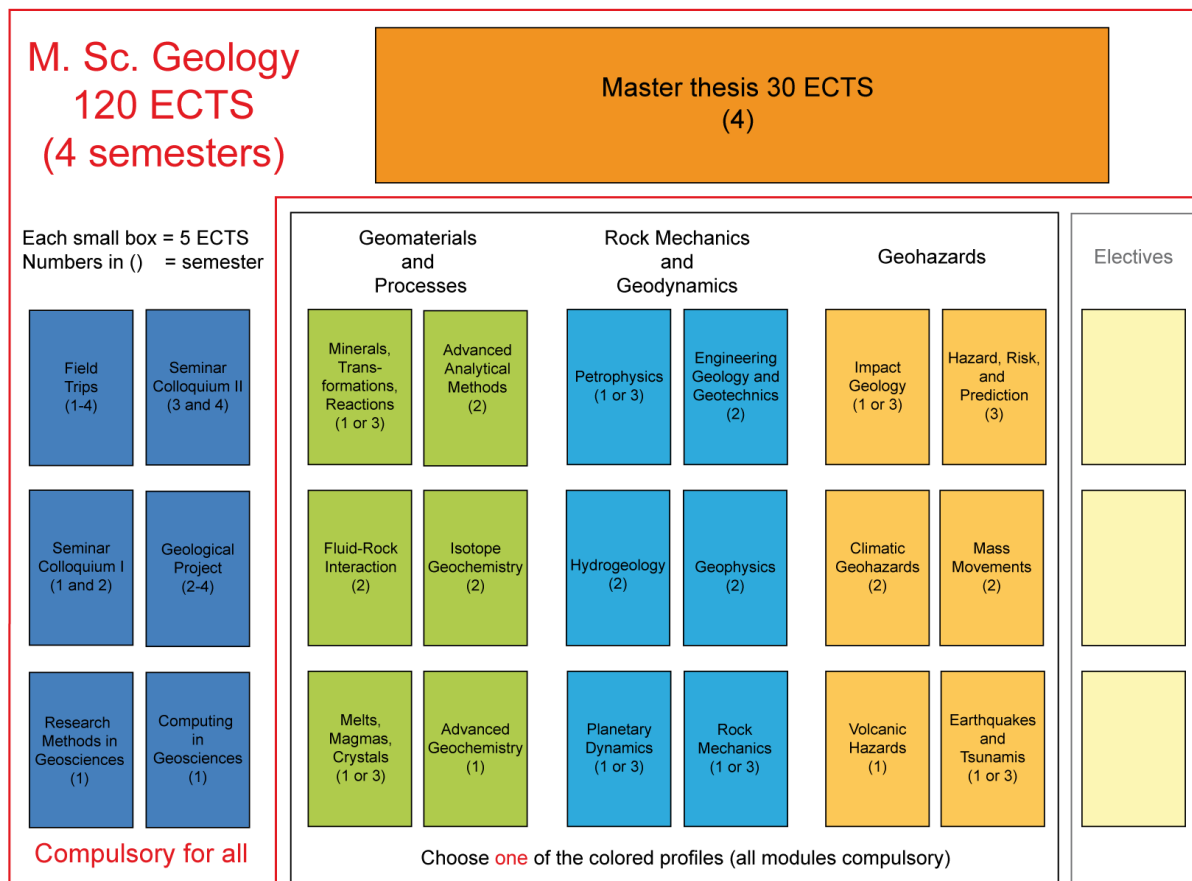 M. Sc. Geology
120 ECTS
(4 semesters)
Master thesis 30 ECTS
(4)
Each small box = 5 ECTS
Numbers in () = semester
Field
Trips
(1-4)
Seminar
Colloquium II
(3 and 4)
Seminar
Colloquium I
(1 and 2)
Geological
Project
(2-4)
Research
Methods in
Geosciences
(1)
Computing
in
Geosciences
(1)
Compulsory for all
Geomaterials
and
Processes
Minerals,
Trans-
formations,
Reactions
(1 or 3)
Advanced
Analytical
Methods
(2)
Fluid-Rock
Interaction
(2)
Isotope
Geochemistry
(2)
Melts,
Magmas,
Crystals
(1 or 3)
Advanced
Geochemistry
(1)
Rock Mechanics
and
Geodynamics
Petrophysics
(1 or 3)
Engineering
Geology and
Geotechnics
(2)
Hydrogeology
(2)
Geophysics
(2)
Planetary
Dynamics
(1 or 3)
Rock
Mechanics
(1 or 3)
Geohazards
Impact
Geology
(1 or 3)
Hazard, Risk,
and
Prediction
(3)
Climatic
Geohazards
(2)
Mass
Movements
(2)
Volcanic
Hazards
(1)
Earthquakes
and
Tsunamis
(1 or 3)
Choose one of the colored profiles (all modules compulsory)
Electives